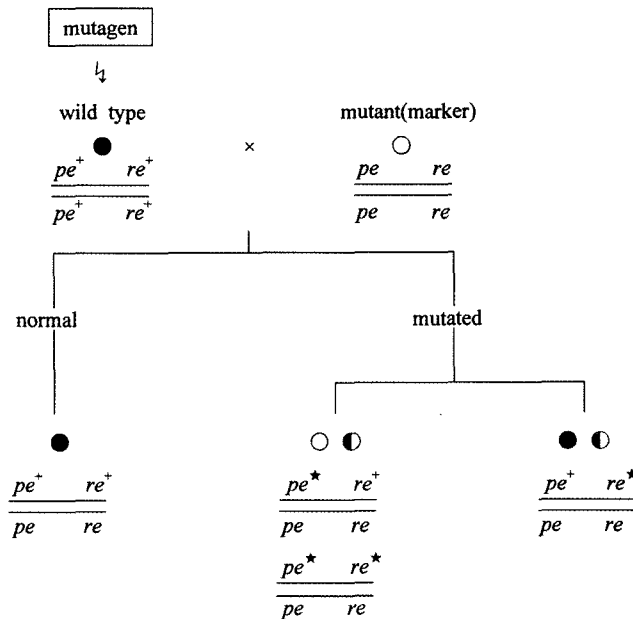 mutagen
wild type mutant(marker)
×
pe⁺ re⁺ pe re
pe⁺ re⁺ pe re
normal mutated
pe⁺ re⁺ pe★ re⁺ pe⁺ re★
pe re pe re pe re
pe★ re★
pe re